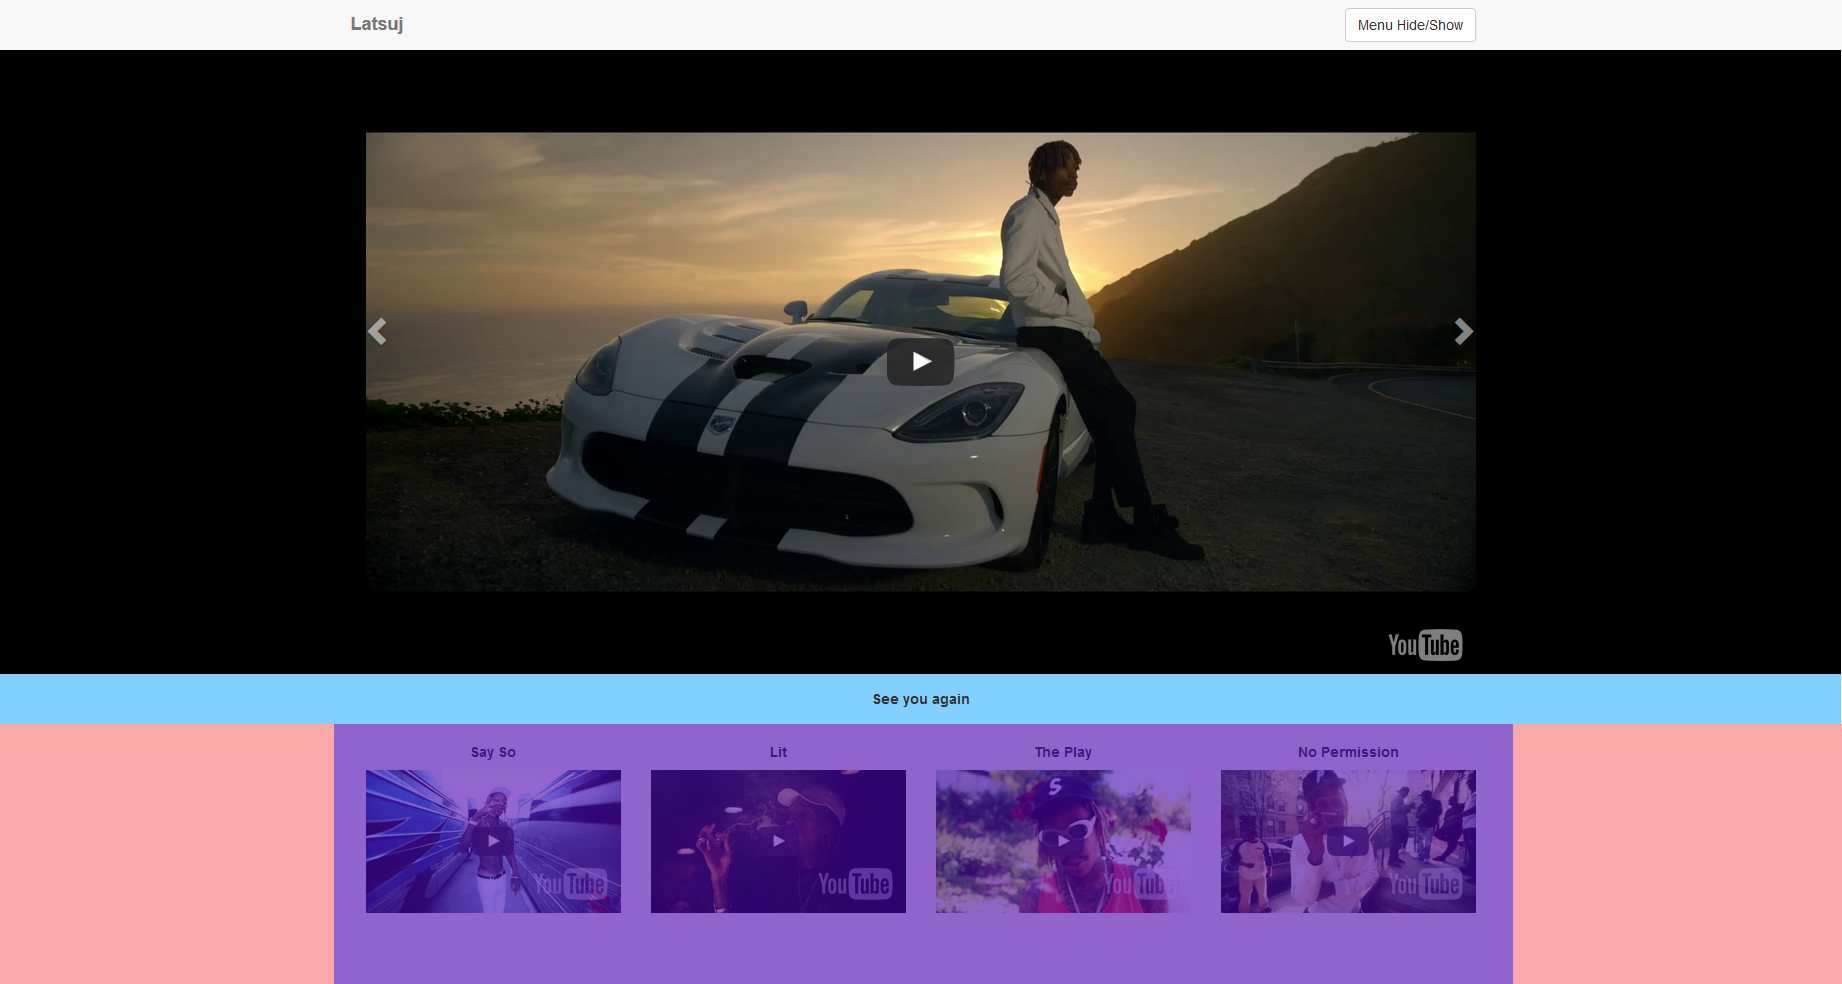 Latsuj
Menu Hide/Show
YouTube
See you again
Say So
Lit
The Play
No Permission
YouTube
YouTube
YouTube
YouTube